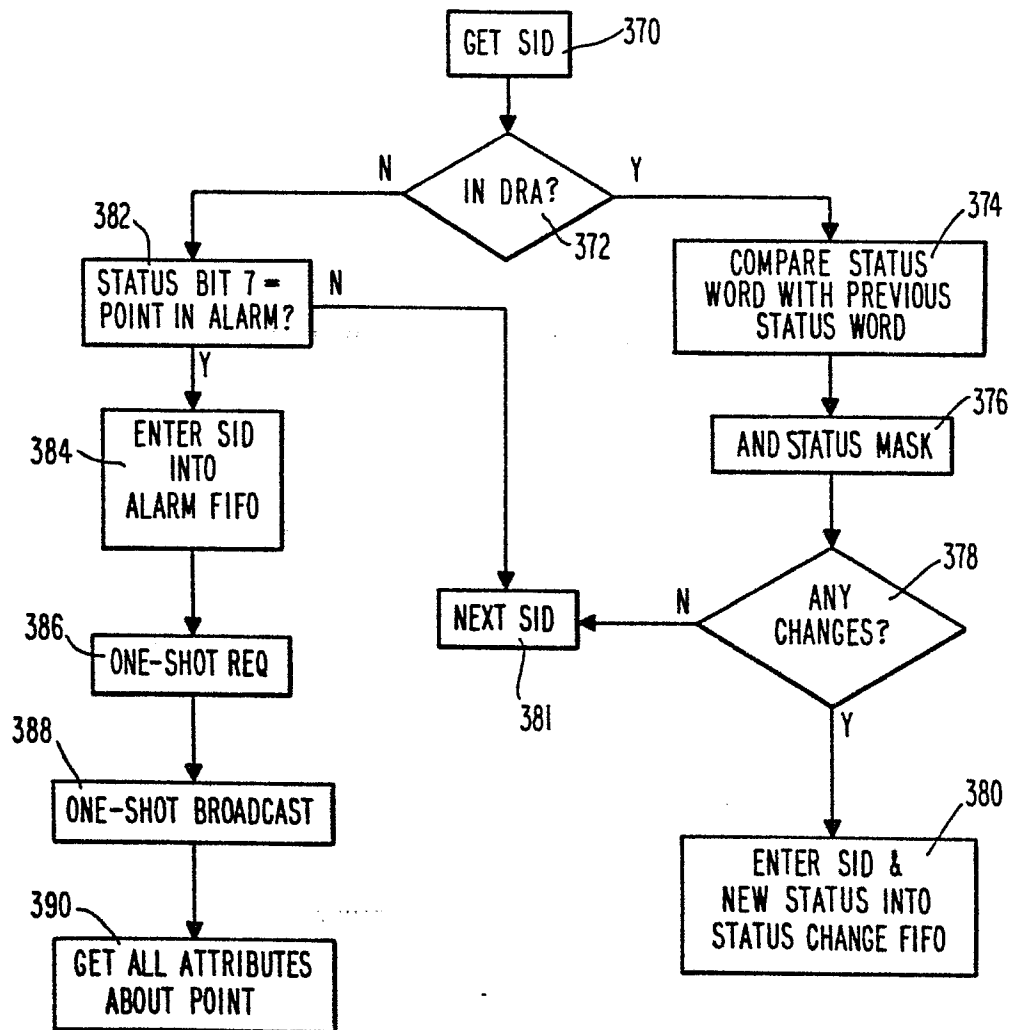 GET SID
370
N
IN DRA?
Y
372
382
374
STATUS BIT 7 =
POINT IN ALARM?
N
COMPARE STATUS
WORD WITH PREVIOUS
STATUS WORD
Y
376
AND STATUS MASK
384
ENTER SID
INTO
ALARM FIFO
378
ANY
CHANGES?
N
NEXT SID
381
Y
386
ONE-SHOT REQ
388
ONE-SHOT BROADCAST
380
ENTER SID &
NEW STATUS INTO
STATUS CHANGE FIFO
390
GET ALL ATTRIBUTES
ABOUT POINT